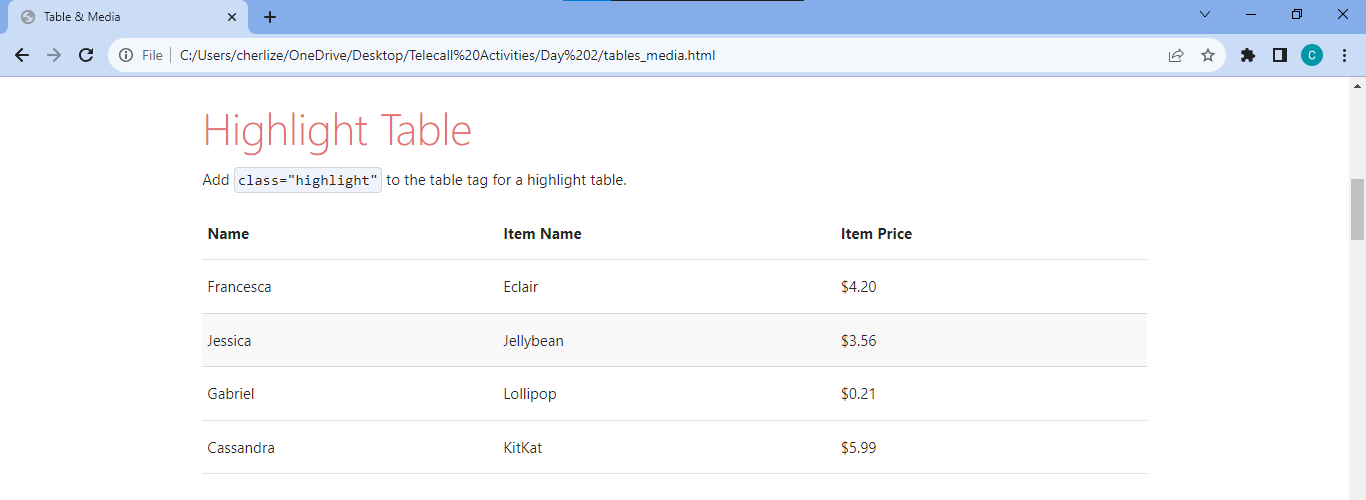 Table & Media
File C:/Users/cherlize/OneDrive/Desktop/Telecall%20Activities/Day%202/tables_media.html
C
Highlight Table
Add class="highlight" to the table tag for a highlight table.
Name Item Name Item Price
Francesca Eclair $4.20
Jessica Jellybean $3.56
Gabriel Lollipop $0.21
Cassandra KitKat $5.99